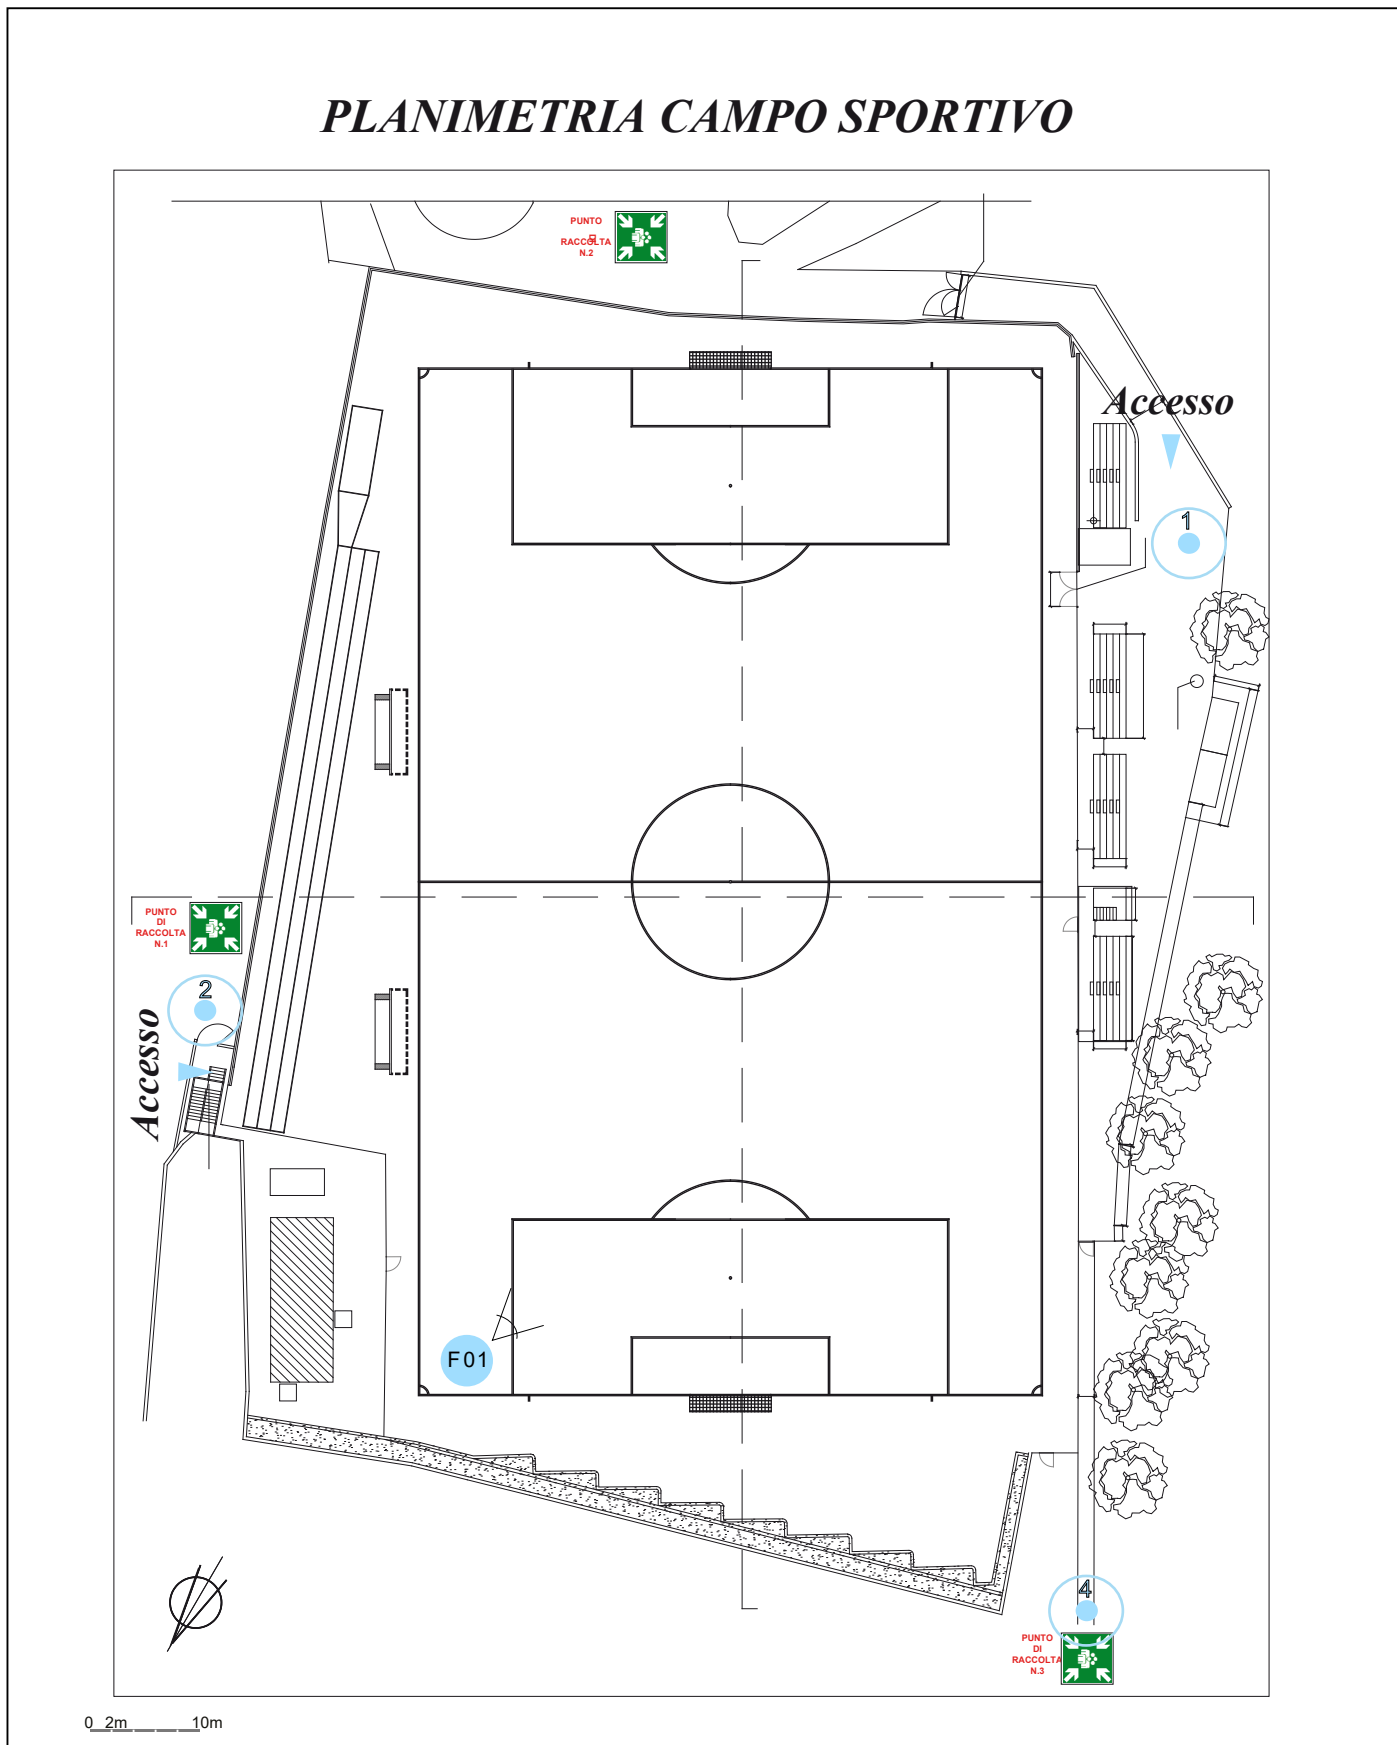 PLANIMETRIA CAMPO SPORTIVO
PUNTO
DI
RACCOLTA
N.2
Accesso
1
PUNTO
DI
RACCOLTA
N.1
2
Accesso
F01
4
PUNTO
DI
RACCOLTA
N.3
0 2m 10m